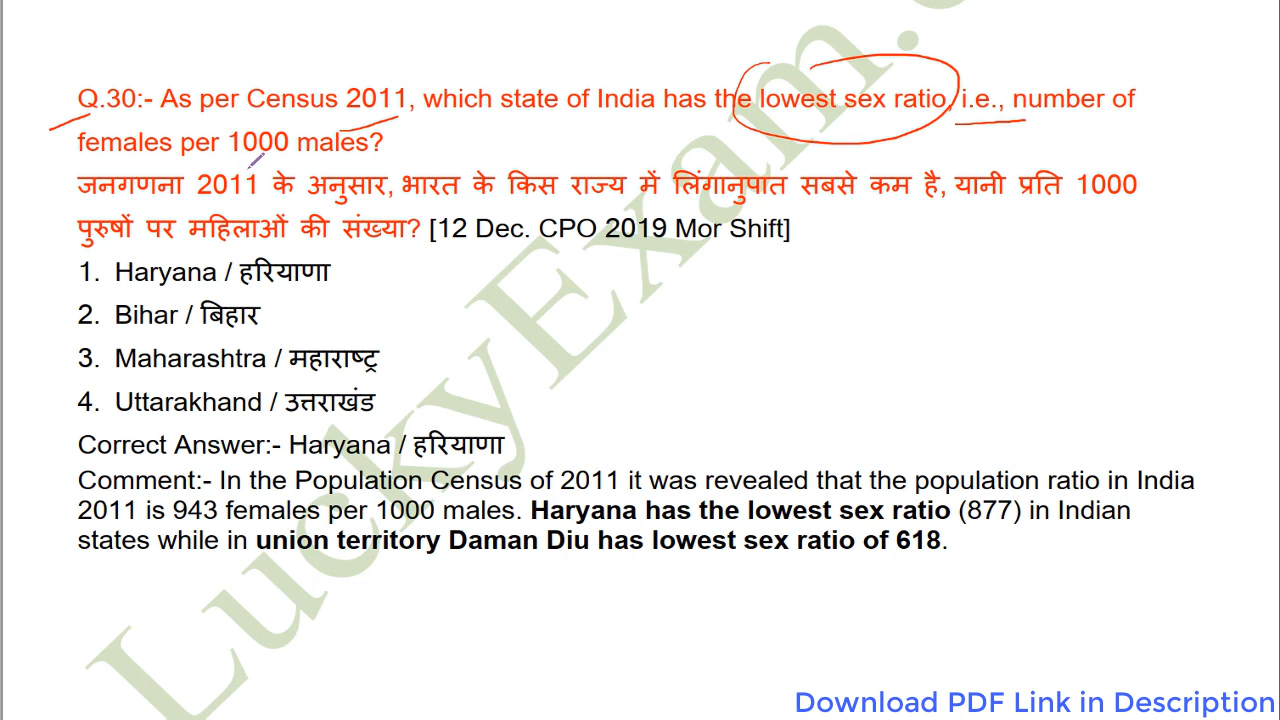 Q.30:- As per Census 2011, which state of India has the lowest sex ratio, i.e., number of
females per 1000 males?
जनगणना 2011 के अनुसार, भारत के किस राज्य में लिंगानुपात सबसे कम है, यानी प्रति 1000
पुरुषों पर महिलाओं की संख्या? [12 Dec. CPO 2019 Mor Shift]
1. Haryana / हरियाणा
2. Bihar / बिहार
3. Maharashtra / महाराष्ट्र
4. Uttarakhand / उत्तराखंड
Correct Answer:- Haryana / हरियाणा
Comment:- In the Population Census of 2011 it was revealed that the population ratio in India
2011 is 943 females per 1000 males. Haryana has the lowest sex ratio (877) in Indian
states while in union territory Daman Diu has lowest sex ratio of 618.
LuckyExam.c
Download PDF Link in Description